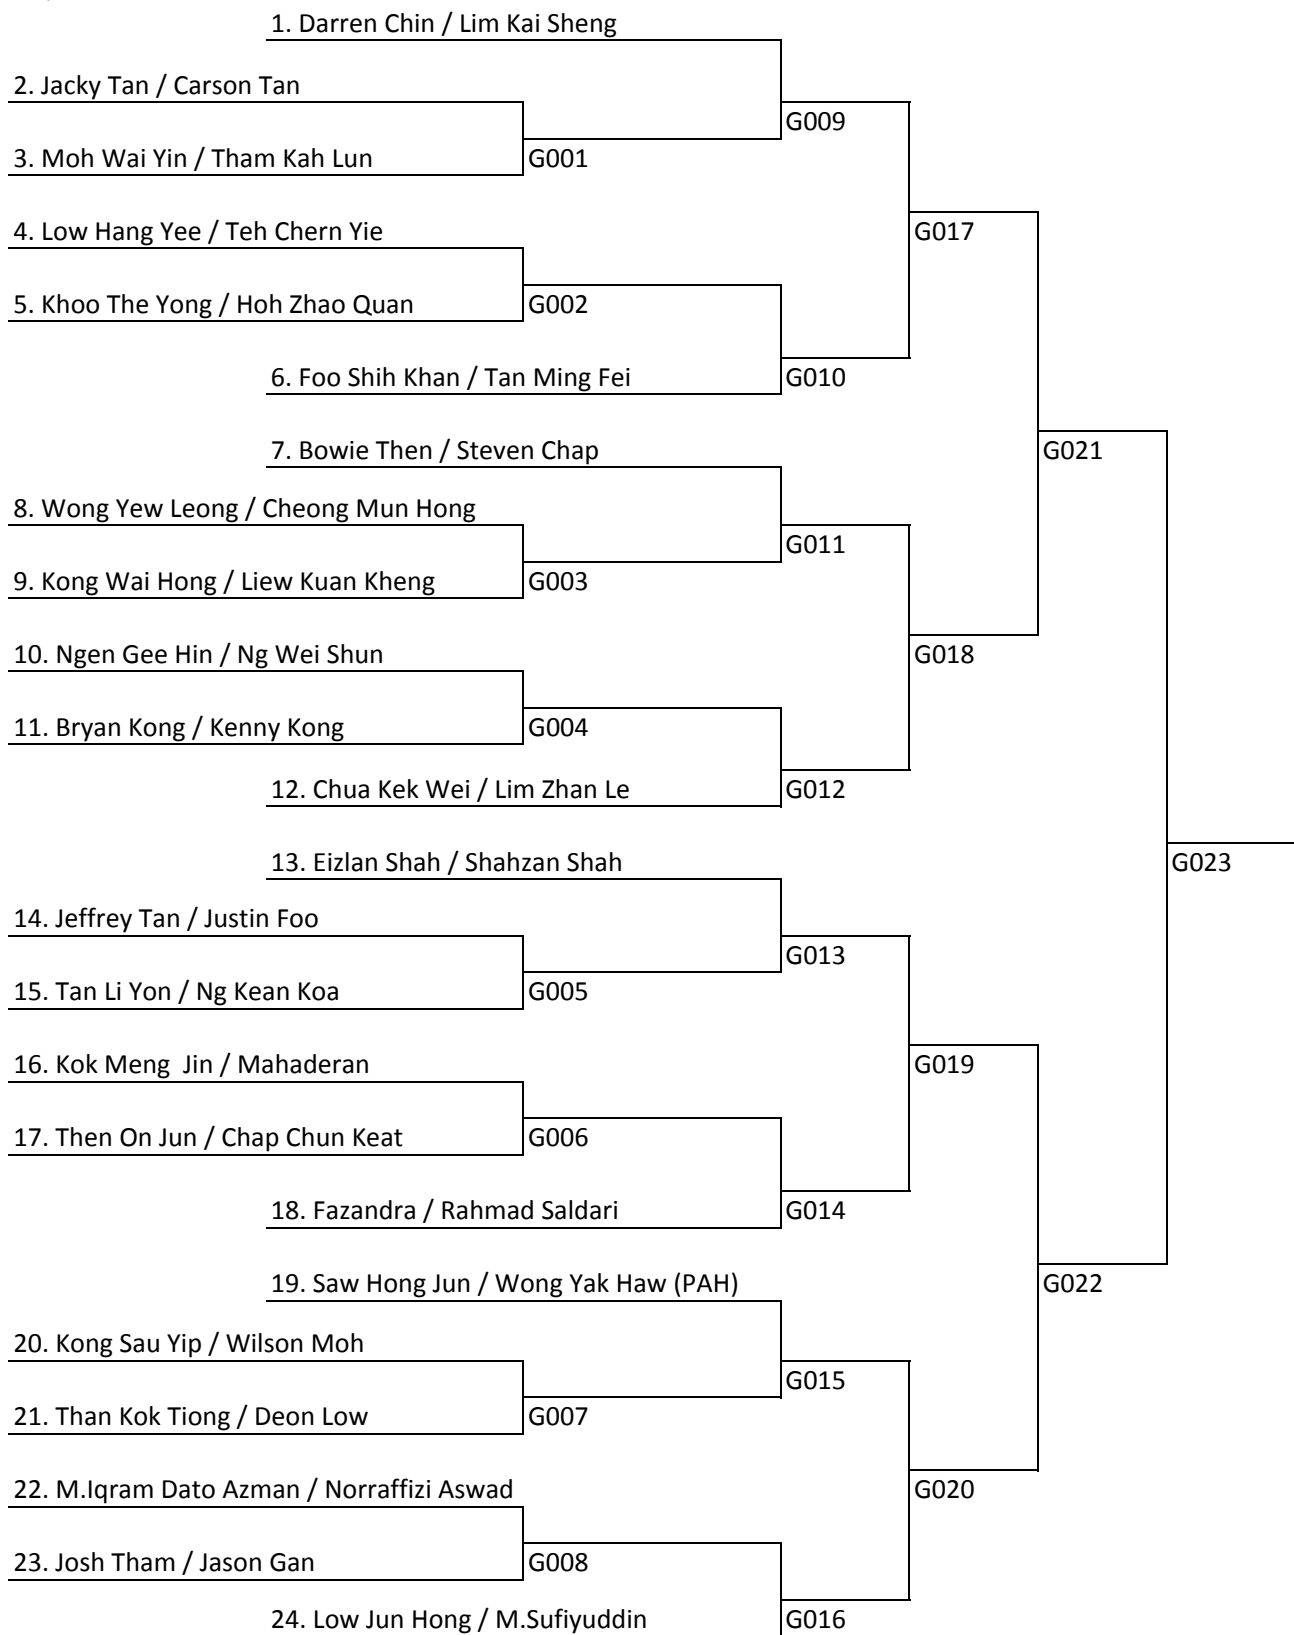 1. Darren Chin / Lim Kai Sheng
2. Jacky Tan / Carson Tan
G009
3. Moh Wai Yin / Tham Kah Lun
G001
4. Low Hang Yee / Teh Chern Yie
G017
5. Khoo The Yong / Hoh Zhao Quan
G002
6. Foo Shih Khan / Tan Ming Fei
G010
7. Bowie Then / Steven Chap
G021
8. Wong Yew Leong / Cheong Mun Hong
G011
9. Kong Wai Hong / Liew Kuan Kheng
G003
10. Ngen Gee Hin / Ng Wei Shun
G018
11. Bryan Kong / Kenny Kong
G004
12. Chua Kek Wei / Lim Zhan Le
G012
13. Eizlan Shah / Shahzan Shah
G023
14. Jeffrey Tan / Justin Foo
G013
15. Tan Li Yon / Ng Kean Koa
G005
16. Kok Meng  Jin / Mahaderan
G019
17. Then On Jun / Chap Chun Keat
G006
18. Fazandra / Rahmad Saldari
G014
19. Saw Hong Jun / Wong Yak Haw (PAH)
G022
20. Kong Sau Yip / Wilson Moh
G015
21. Than Kok Tiong / Deon Low
G007
22. M.Iqram Dato Azman / Norraffizi Aswad
G020
23. Josh Tham / Jason Gan
G008
24. Low Jun Hong / M.Sufiyuddin
G016